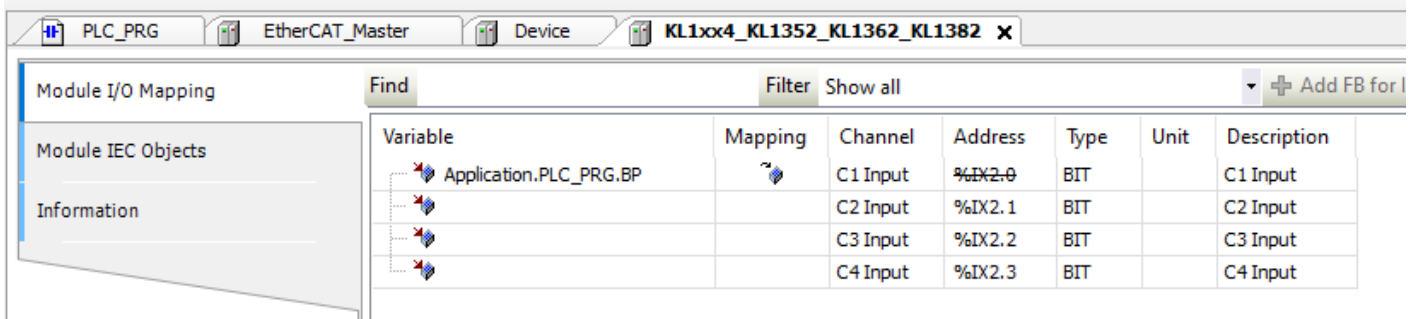 PLC_PRG EtherCAT_Master Device KL1xx4_KL1352_KL1362_KL1382
Module I/O Mapping
Module IEC Objects
Information
Find Filter Show all Add FB for
Variable Mapping Channel Address Type Unit Description
Application.PLC_PRG.BP C1 Input %IX2.0 BIT C1 Input
C2 Input %IX2.1 BIT C2 Input
C3 Input %IX2.2 BIT C3 Input
C4 Input %IX2.3 BIT C4 Input